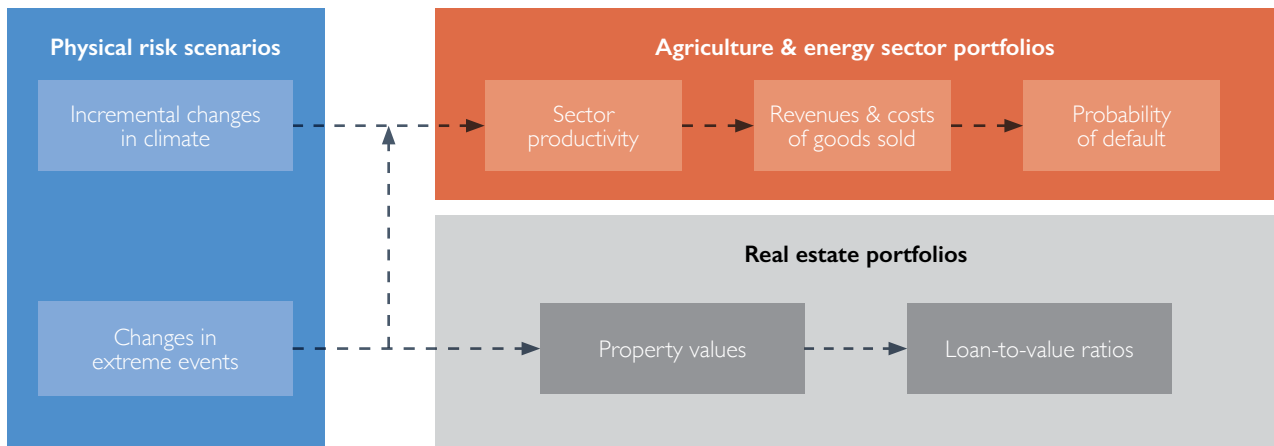 Physical risk scenarios
Incremental changes
in climate
Changes in
extreme events
Agriculture & energy sector portfolios
Sector
productivity
Revenues & costs
of goods sold
Probability
of default
Real estate portfolios
Property values
Loan-to-value ratios